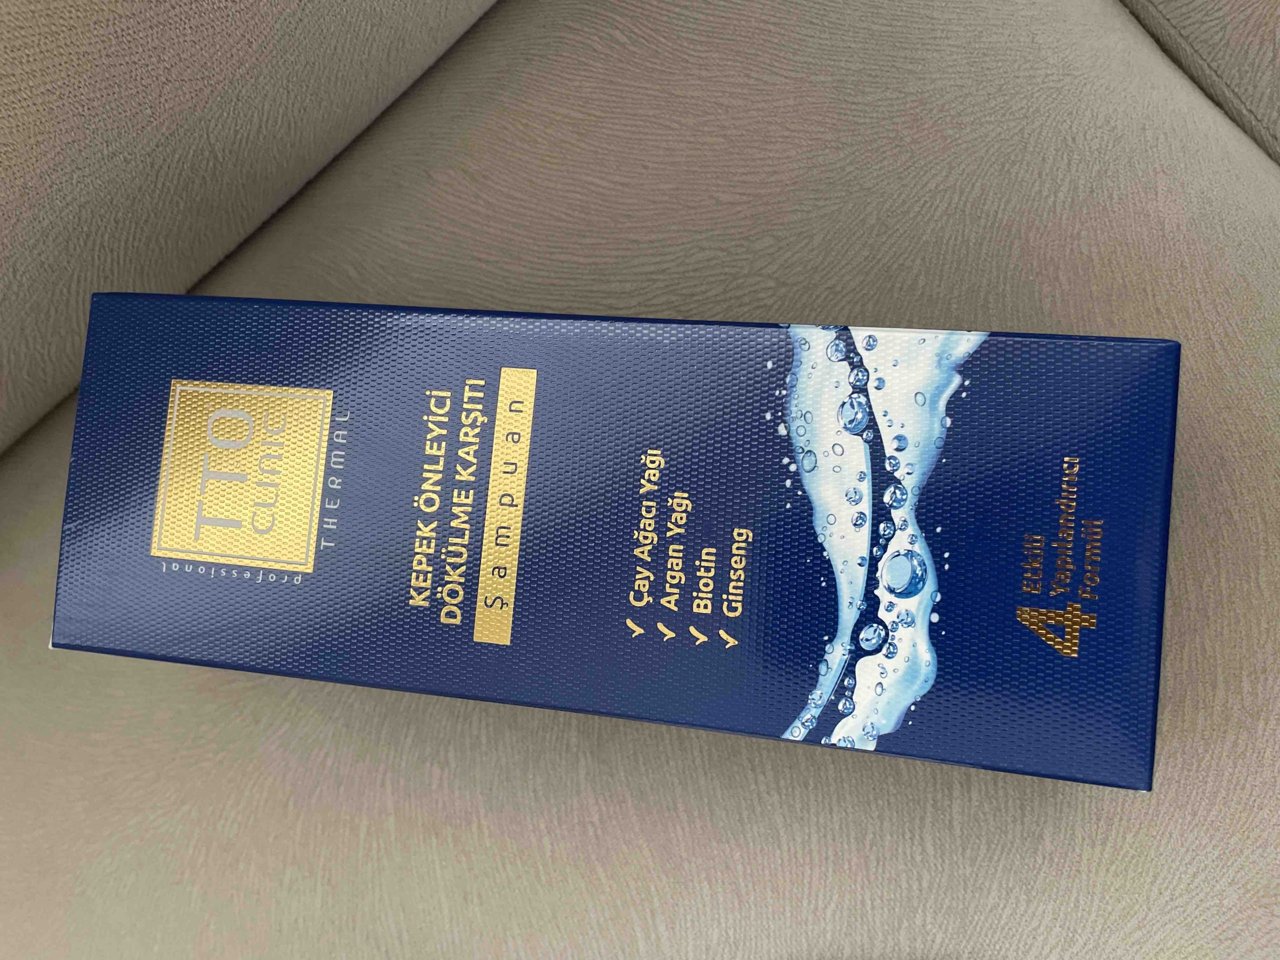 professional
TTO
CLINIC
THERMAL
KEPEK ÖNLEYİCİ
DÖKÜLME KARŞITI
Şampuan
✓ Çay Ağacı Yağı
✓ Argan Yağı
✓ Biotin
✓ Ginseng
4 Etkili
Yapılandırıcı
Formül